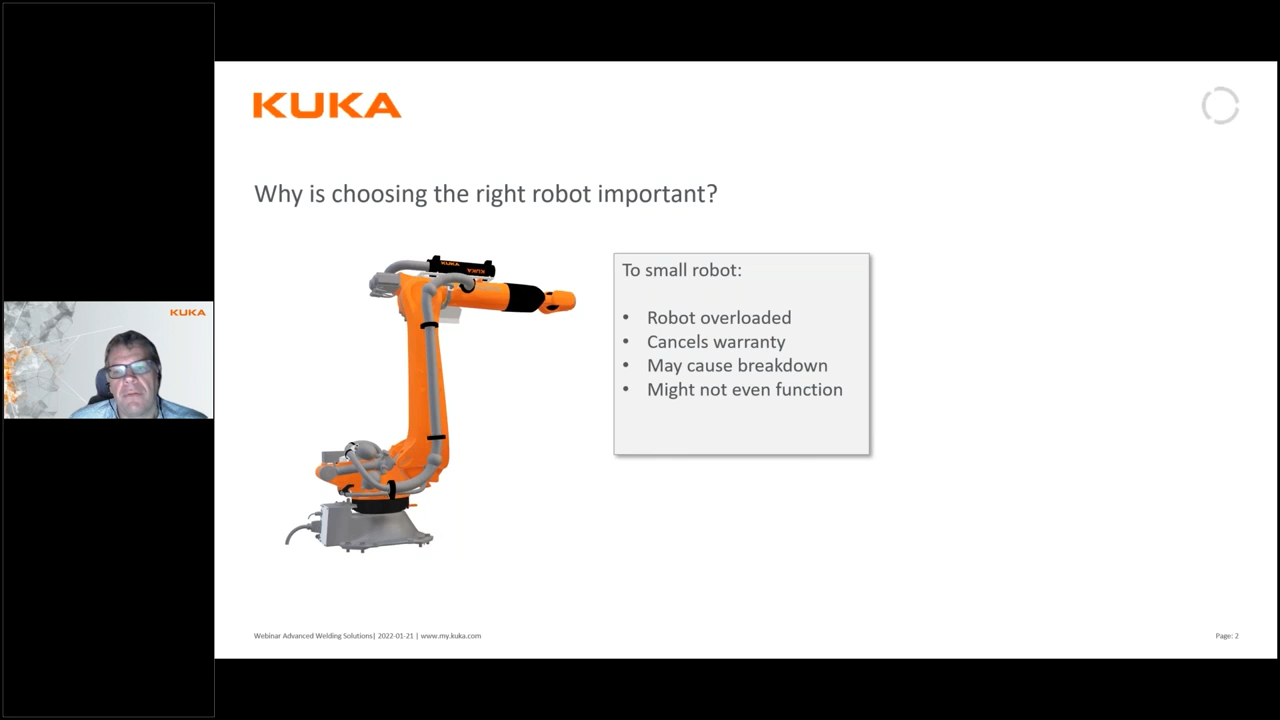 KUKA
Why is choosing the right robot important?
KUKA
KUKA
To small robot:
• Robot overloaded
• Cancels warranty
• May cause breakdown
• Might not even function
KUKA
Webinar Advanced Welding Solutions| 2022-01-21 | www.my.kuka.com
Page: 2